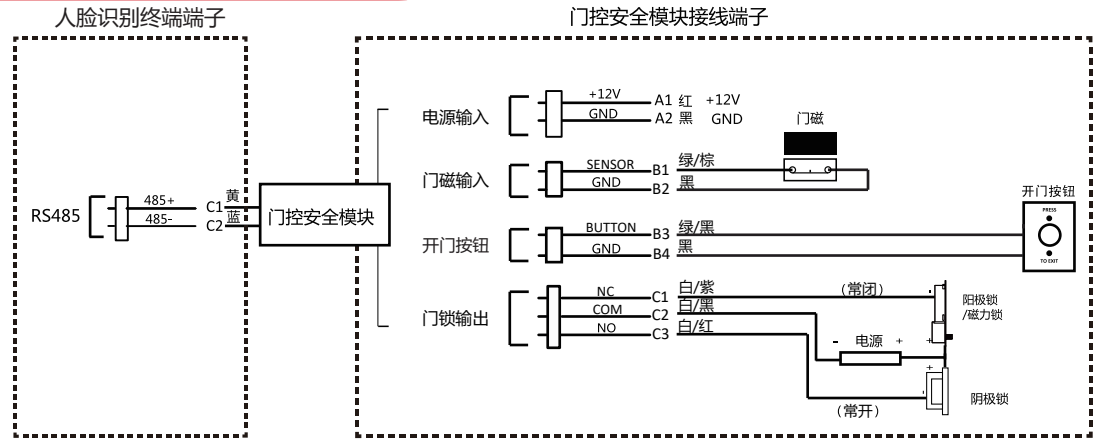 人脸识别终端端子
门控安全模块接线端子
RS485
485+
C1
黄
485-
C2
蓝
门控安全模块
电源输入
+12V
A1 红 +12V
GND
A2 黑 GND
门磁
门磁输入
SENSOR
B1
绿/棕
GND
B2
黑
开门按钮
BUTTON
B3
绿/黑
GND
B4
黑
开门按钮
PRESS
TO EXIT
门锁输出
NC
C1
白/紫
(常闭)
COM
C2
白/黑
NO
C3
白/红
- 电源 +
-
+
阳极锁
/磁力锁
+
-
阴极锁
(常开)